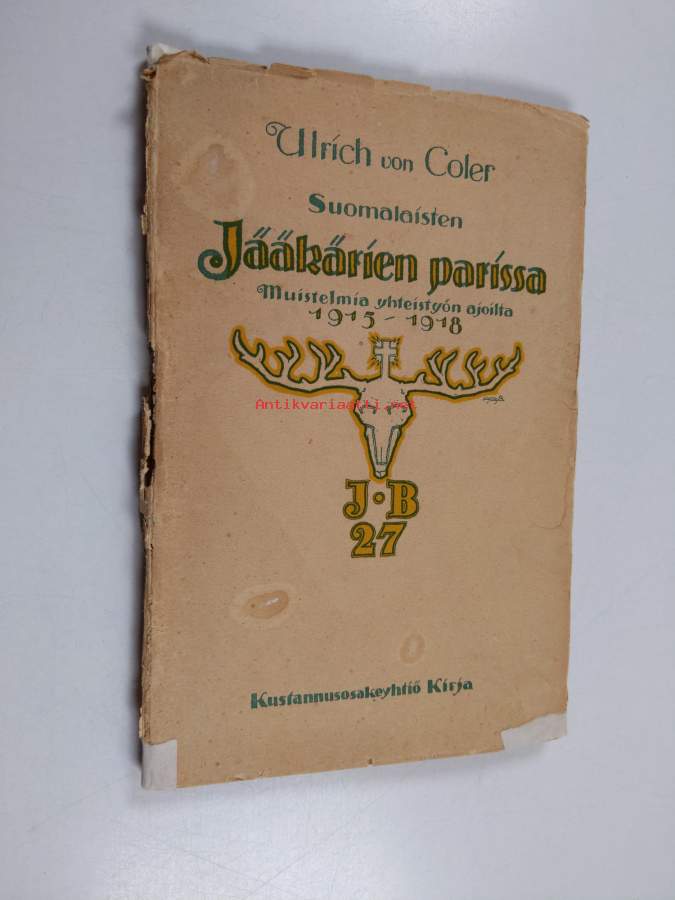 Ulrich von Coler
Suomalaisten
Jääkärien parissa
Muistelmia yhteistyön ajoilta
1915-1918
Antikvariaatti.net
J·B
27
Kustannusosakeyhtiö Kirja